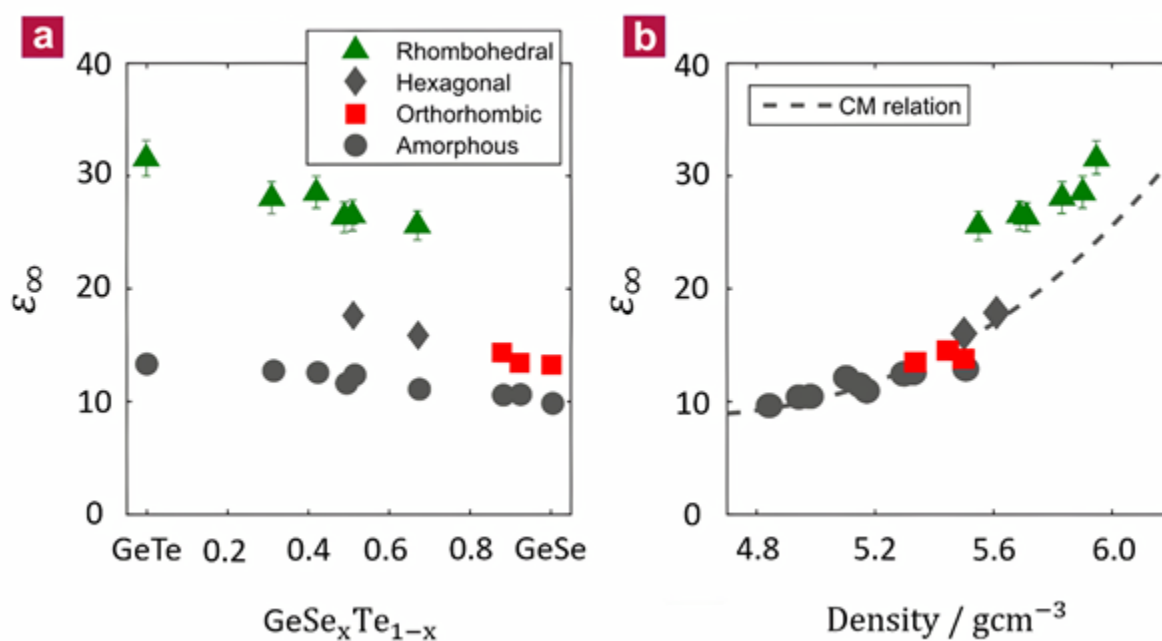 a
40
30
20
10
0
ε∞
GeTe 0.2 0.4 0.6 0.8 GeSe
GeSeₓTe₁₋ₓ
Rhombohedral
Hexagonal
Orthorhombic
Amorphous
b
40
30
20
10
0
ε∞
4.8 5.2 5.6 6.0
Density / gcm⁻³
CM relation